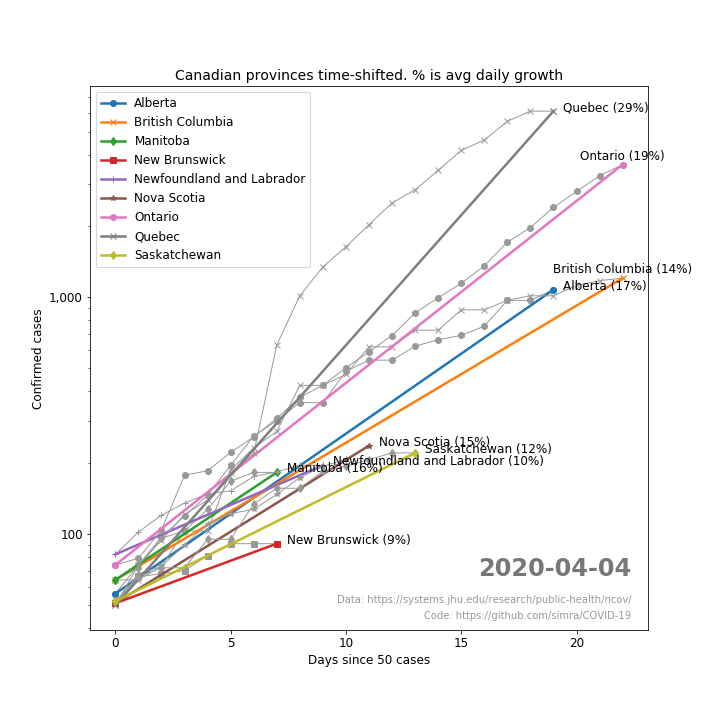 Canadian provinces time-shifted. % is avg daily growth
Alberta
British Columbia
Manitoba
New Brunswick
Newfoundland and Labrador
Nova Scotia
Ontario
Quebec
Saskatchewan
Quebec (29%)
Ontario (19%)
British Columbia (14%)
Alberta (17%)
Nova Scotia (15%)
Saskatchewan (12%)
Newfoundland and Labrador (10%)
Manitoba (16%)
New Brunswick (9%)
1,000
100
Confirmed cases
2020-04-04
Data: https://systems.jhu.edu/research/public-health/ncov/
Code: https://github.com/simra/COVID-19
0 5 10 15 20
Days since 50 cases